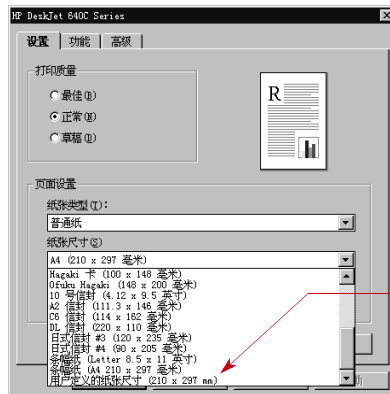 HP DeskJet 640C Series
设置 功能 高级
打印质量
最佳(B)
正常(N)
草稿(D)
R
页面设置
纸张类型(T):
普通纸
纸张尺寸(S)
A4 (210 x 297 毫米)
Hagaki 卡 (100 x 148 毫米)
Ofuku Hagaki (148 x 200 毫米)
10 号信封 (4.12 x 9.5 英寸)
A2 信封 (111.3 x 146 毫米)
C6 信封 (114 x 162 毫米)
DL 信封 (220 x 110 毫米)
日式信封 #3 (120 x 235 毫米)
日式信封 #4 (90 x 205 毫米)
条幅纸 (Letter 8.5 x 11 英寸)
条幅纸 (A4 210 x 297 毫米)
用户定义的纸张尺寸 (210 x 297 mm)